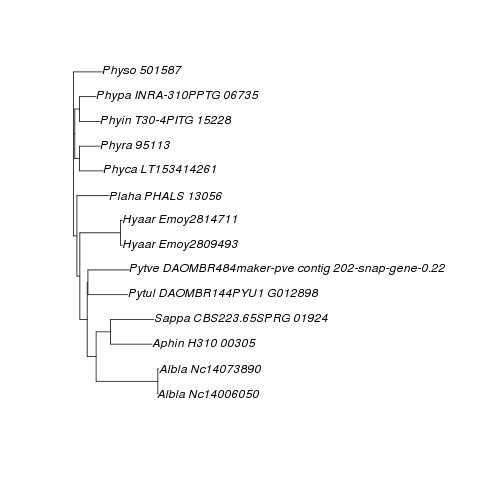 Physo 501587
Phypa INRA-310PPTG 06735
Phyin T30-4PITG 15228
Phyra 95113
Phyca LT153414261
Plaha PHALS 13056
Hyaar Emoy2814711
Hyaar Emoy2809493
Pytve DAOMBR484maker-pve contig 202-snap-gene-0.22
Pytul DAOMBR144PYU1 G012898
Sappa CBS223.65SPRG 01924
Aphin H310 00305
Albla Nc14073890
Albla Nc14006050